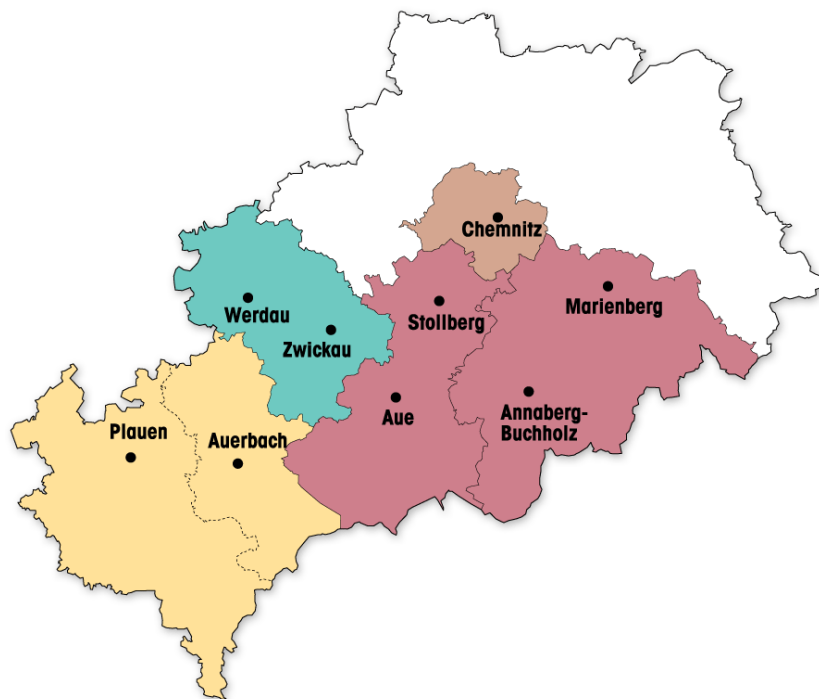 Chemnitz
Marienberg
Werdau
Stollberg
Zwickau
Annaberg-
Buchholz
Aue
Plauen
Auerbach